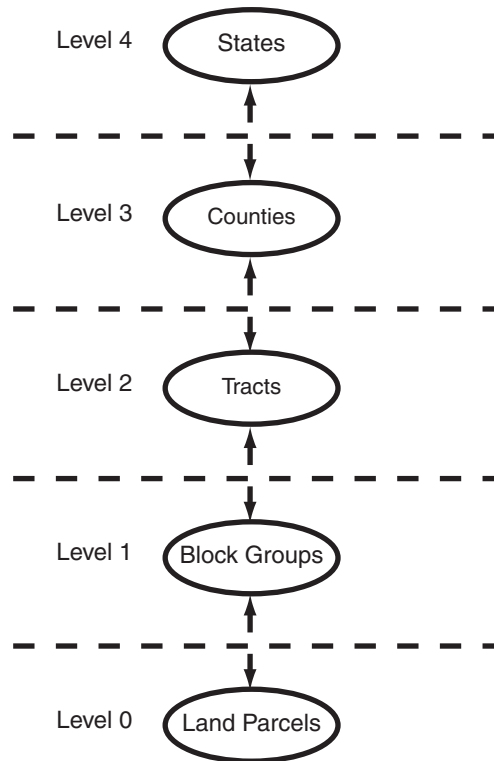 Level 4 States
Level 3 Counties
Level 2 Tracts
Level 1 Block Groups
Level 0 Land Parcels